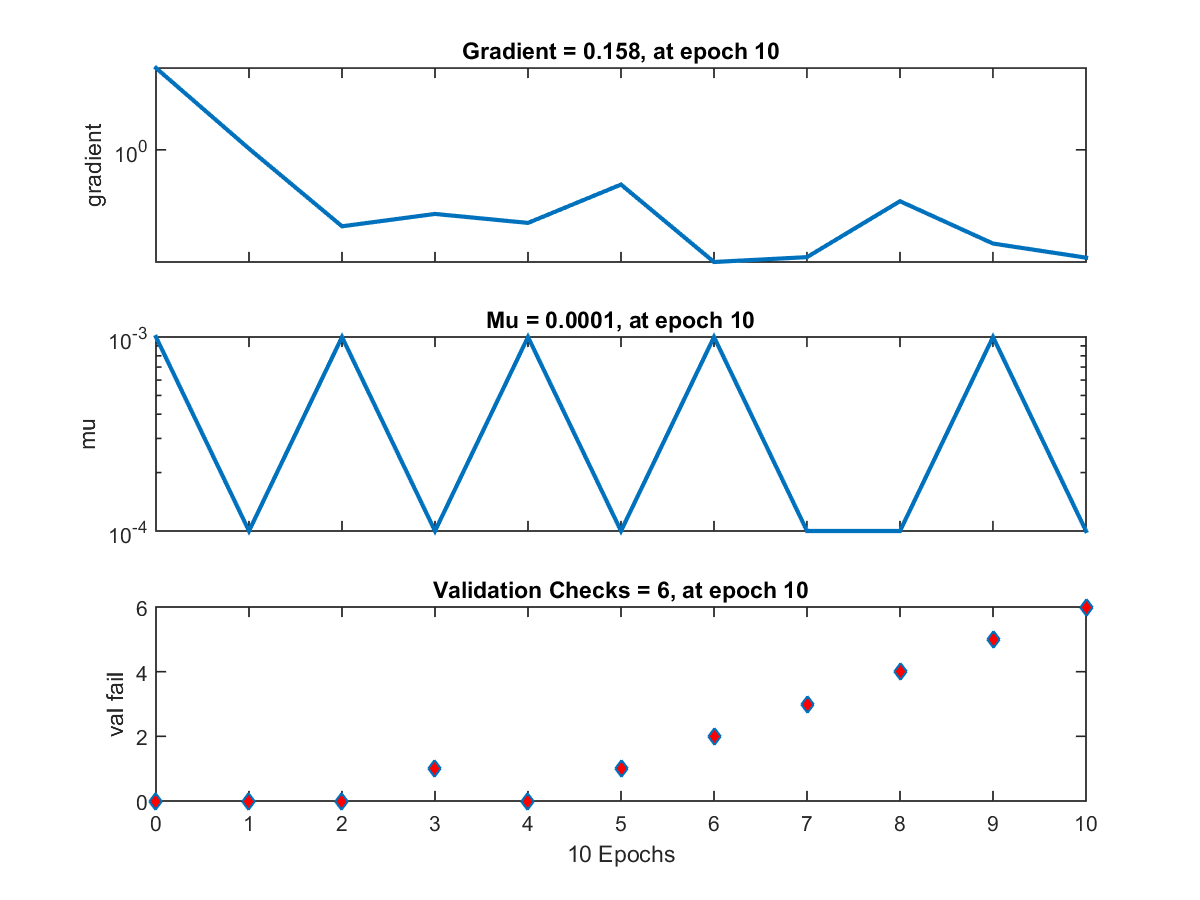 Gradient = 0.158, at epoch 10
gradient
10^0
Mu = 0.0001, at epoch 10
mu
10^-3
10^-4
Validation Checks = 6, at epoch 10
val fail
6
4
2
0
0 1 2 3 4 5 6 7 8 9 10
10 Epochs